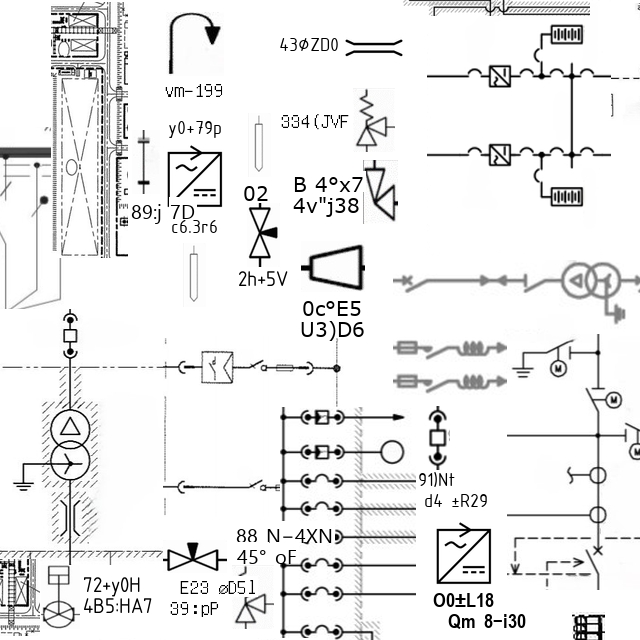 43ØZD0
vm-199
334(JVF
y0+79p
B 4°x7
4v"j38
02
89:j 7D
c6.3г6
2h+5V
0c°E5
U3)D6
M
M
M
91)Nt
d4 ±R29
88 N-4XN
45° oF
72+y0H
4B5:HA7
E23 øD5l
39:pP
O0±L18
Qm 8-i30